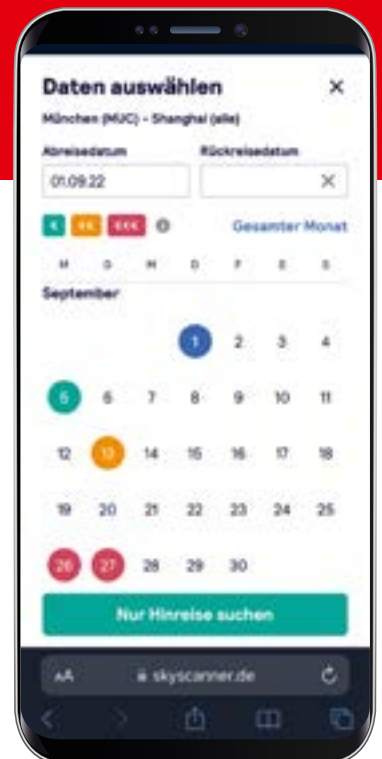 Daten auswählen ×
München (MUC) - Shanghai (alle)
Abreisedatum Rückreisedatum
01.09.22 ×
€ €€ €€€ Gesamter Monat
M D M D F S S
September
1 2 3 4
5 6 7 8 9 10 11
12 13 14 15 16 17 18
19 20 21 22 23 24 25
26 27 28 29 30
Nur Hinreise suchen
AA skyscanner.de